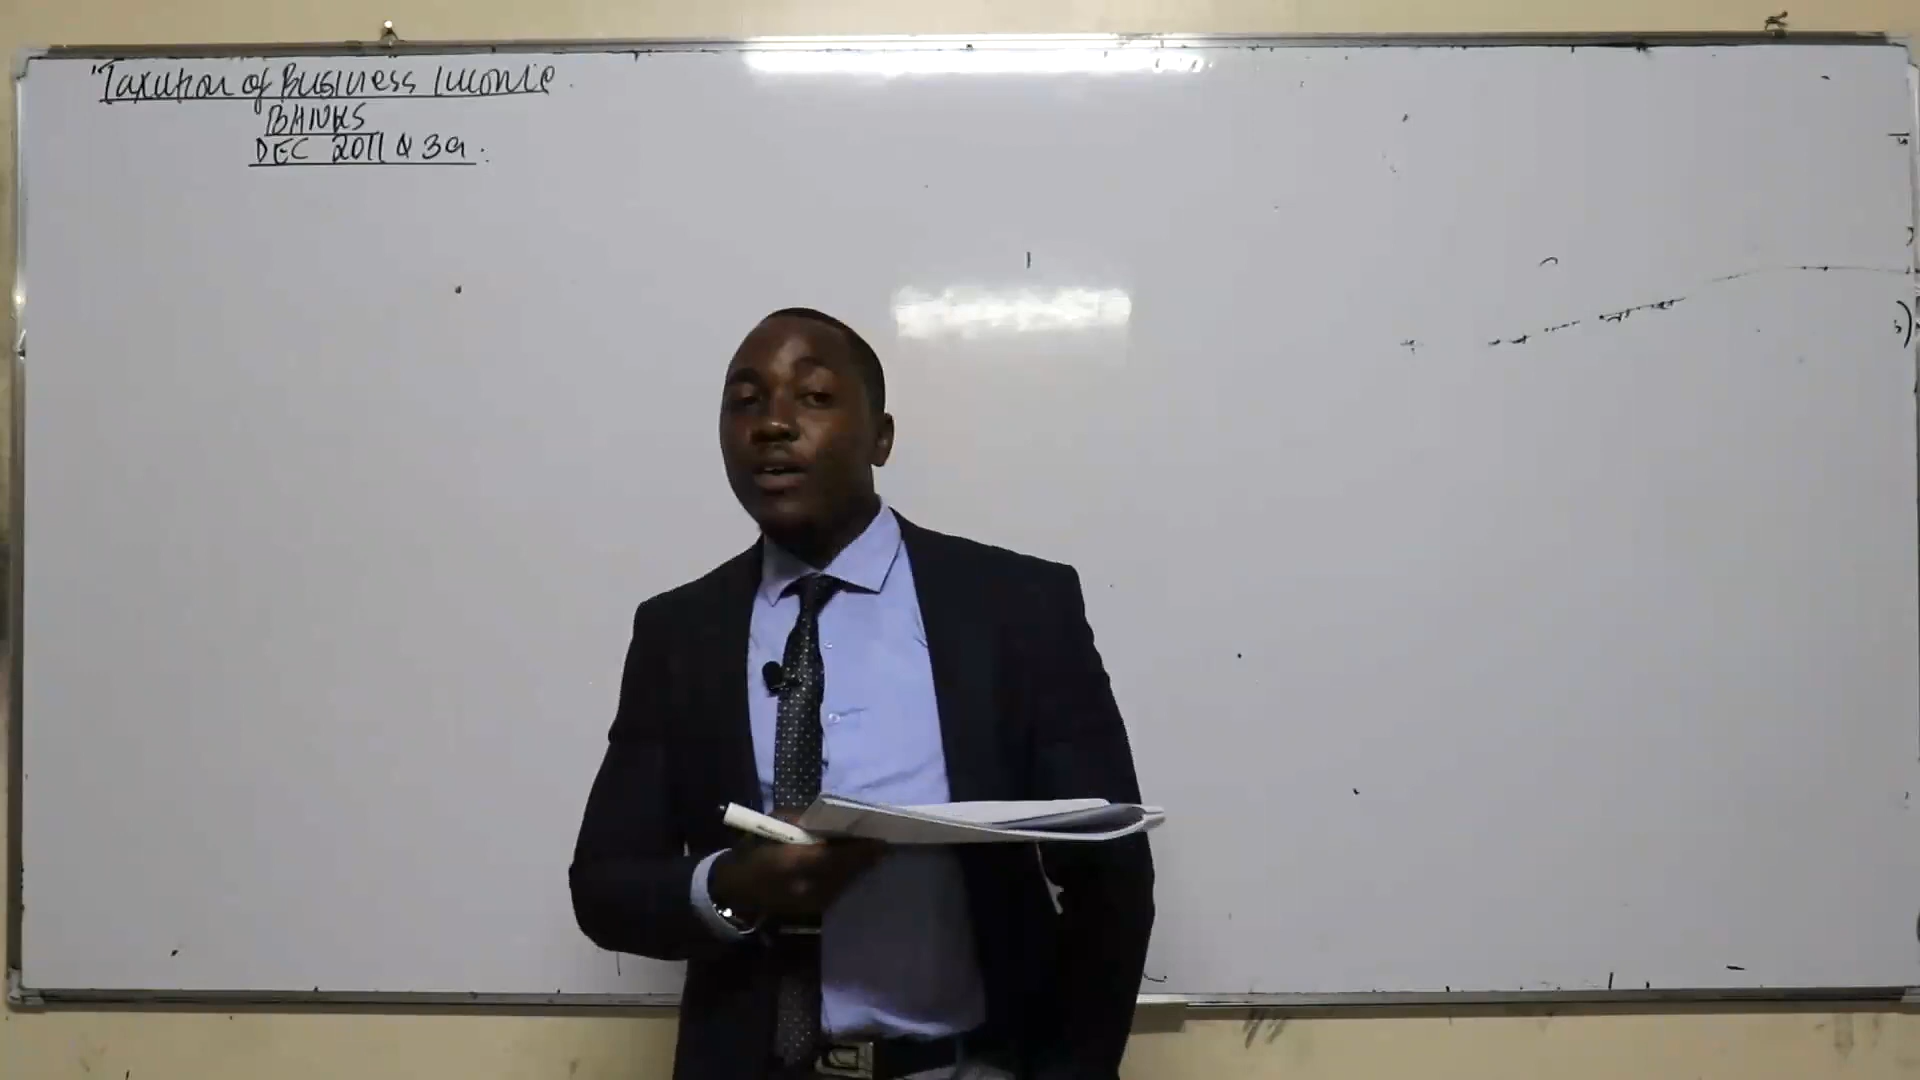 "Taxation of Business Income.
BANKS
DEC 2011 Q 3a.